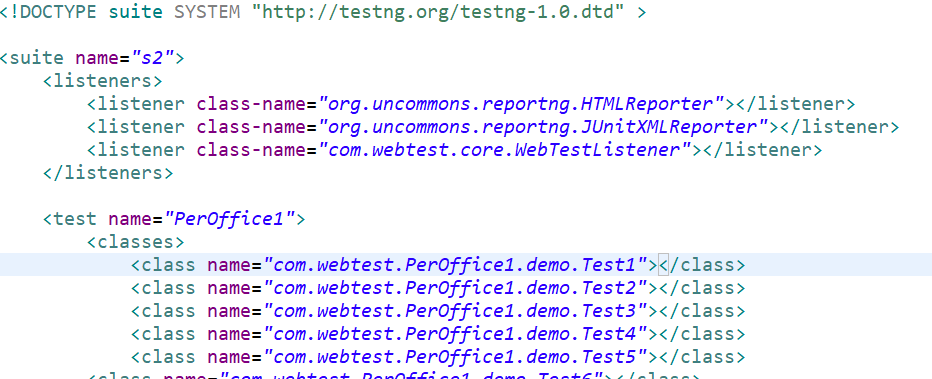 <!DOCTYPE suite SYSTEM "http://testng.org/testng-1.0.dtd" >
<suite name="s2">
<listeners>
<listener class-name="org.uncommons.reportng.HTMLReporter"></listener>
<listener class-name="org.uncommons.reportng.JUnitXMLReporter"></listener>
<listener class-name="com.webtest.core.WebTestListener"></listener>
</listeners>
<test name="PerOffice1">
<classes>
<class name="com.webtest.PerOffice1.demo.Test1"></class>
<class name="com.webtest.PerOffice1.demo.Test2"></class>
<class name="com.webtest.PerOffice1.demo.Test3"></class>
<class name="com.webtest.PerOffice1.demo.Test4"></class>
<class name="com.webtest.PerOffice1.demo.Test5"></class>
<class name="com.webtest.PerOffice1.demo.Test6"></class>